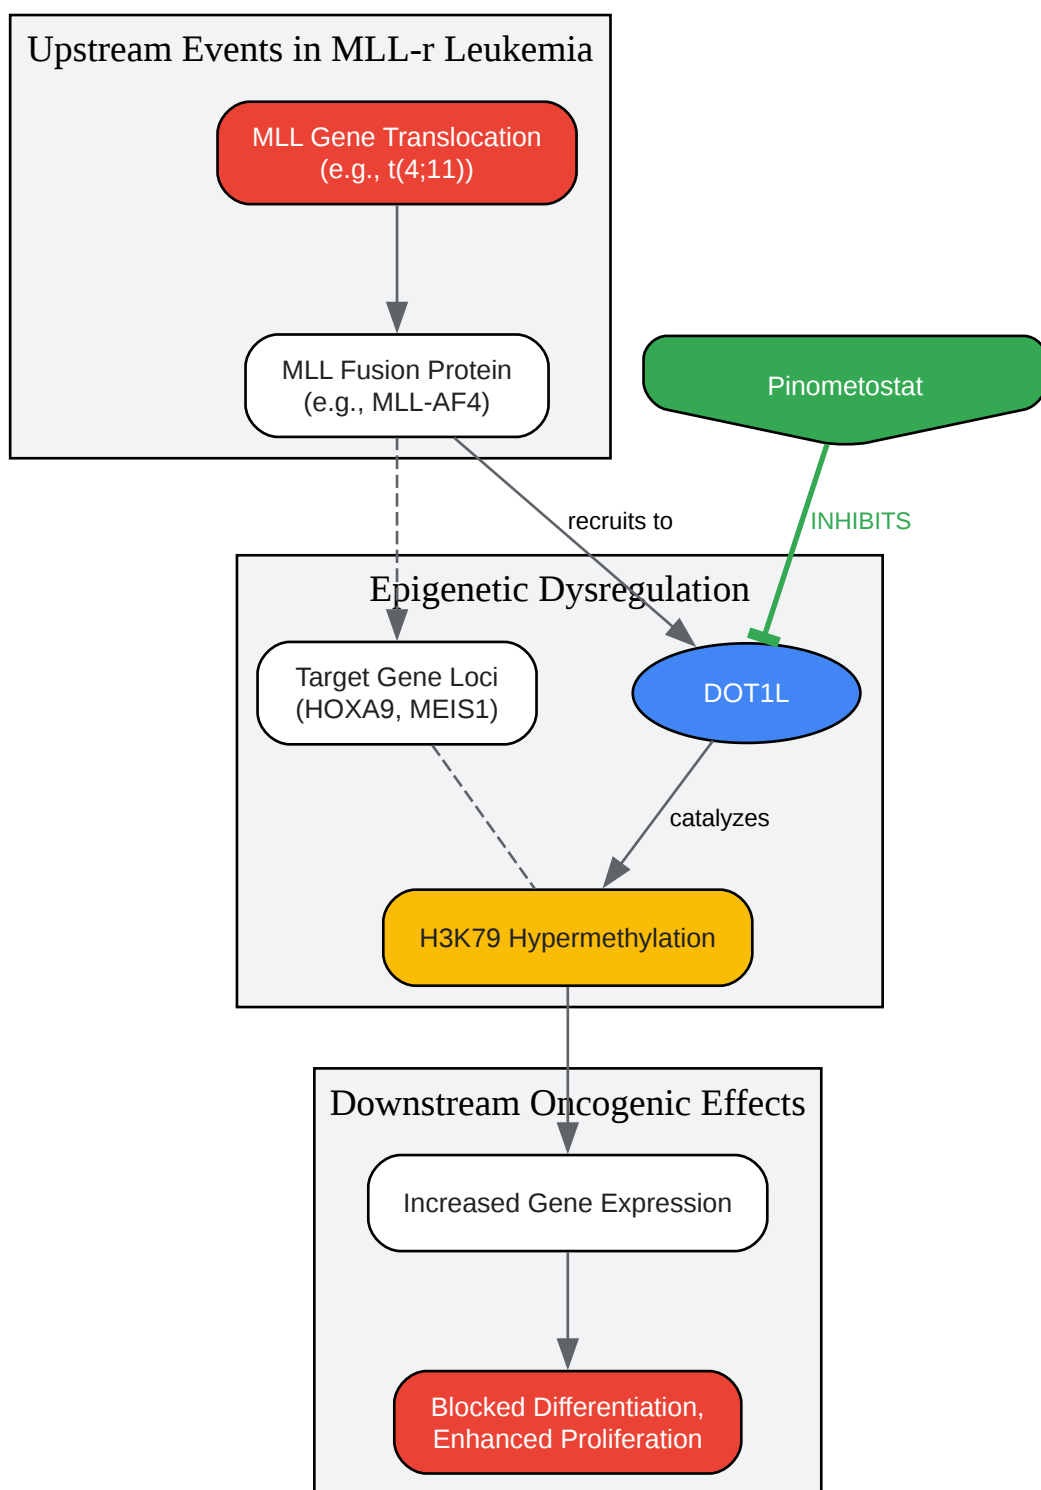 Upstream Events in MLL-r Leukemia
MLL Gene Translocation
(e.g., t(4;11))
MLL Fusion Protein
(e.g., MLL-AF4)
Pinometostat
recruits to
INHIBITS
Epigenetic Dysregulation
Target Gene Loci
(HOXA9, MEIS1)
DOT1L
catalyzes
H3K79 Hypermethylation
Downstream Oncogenic Effects
Increased Gene Expression
Blocked Differentiation,
Enhanced Proliferation